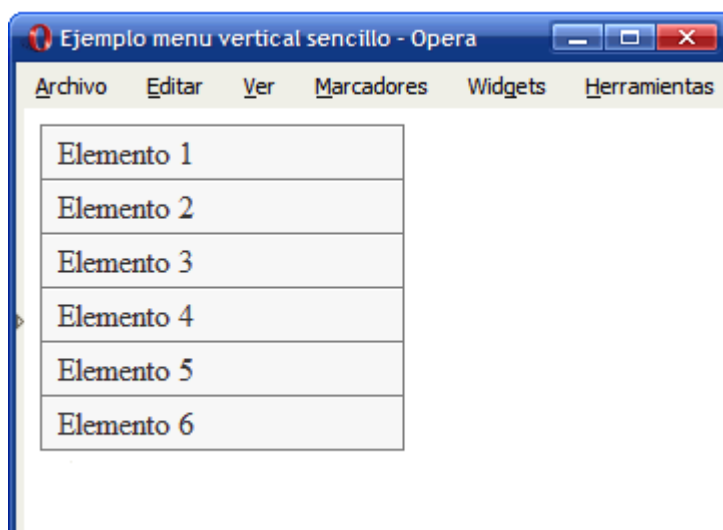 Ejemplo menu vertical sencillo - Opera
Archivo Editar Ver Marcadores Widgets Herramientas
Elemento 1
Elemento 2
Elemento 3
Elemento 4
Elemento 5
Elemento 6